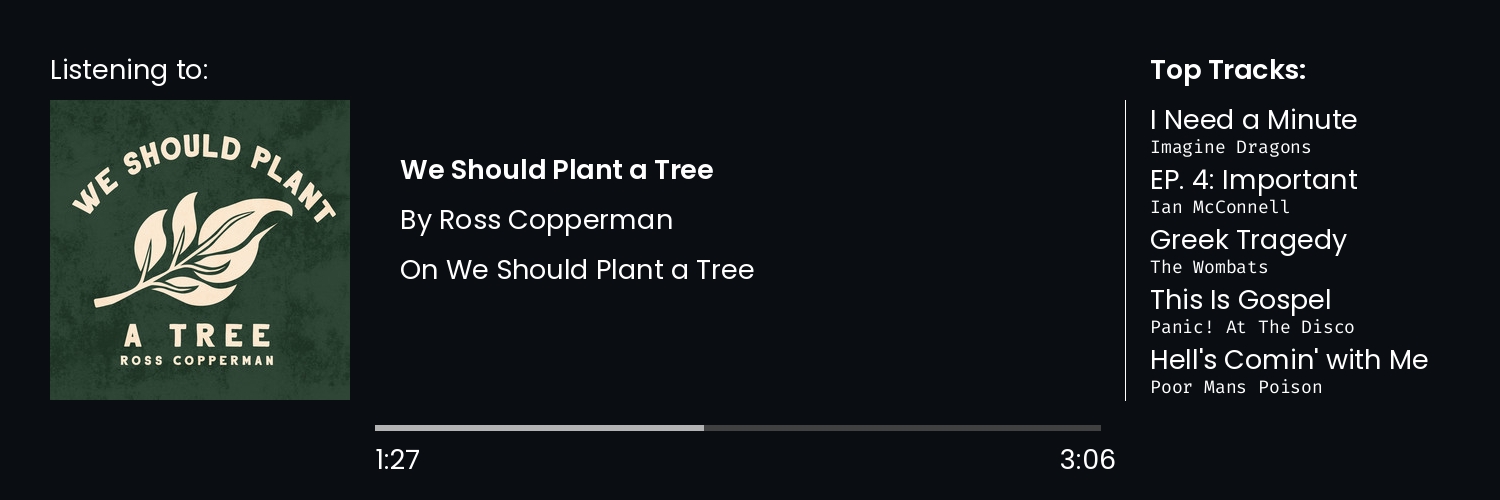 Listening to:
WE SHOULD PLANT
A TREE
ROSS COPPERMAN
We Should Plant a Tree
By Ross Copperman
On We Should Plant a Tree
1:27
3:06
Top Tracks:
I Need a Minute
Imagine Dragons
EP. 4: Important
Ian McConnell
Greek Tragedy
The Wombats
This Is Gospel
Panic! At The Disco
Hell's Comin' with Me
Poor Mans Poison